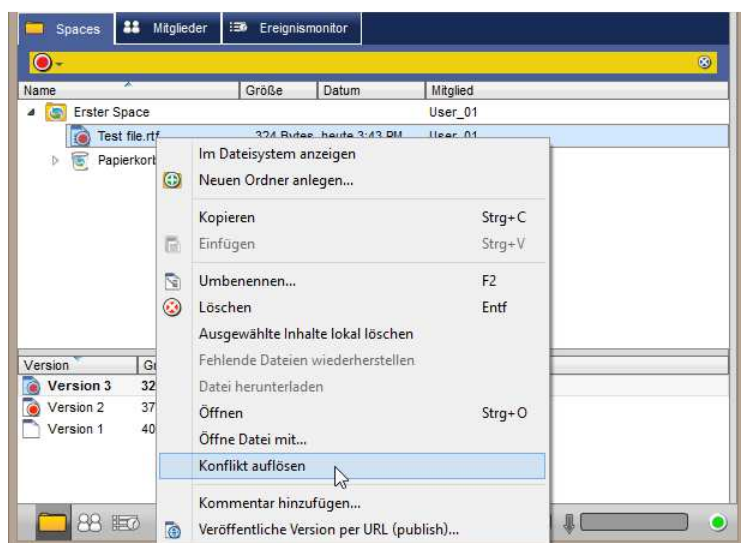 Spaces Mitglieder Ereignismonitor
Name Größe Datum Mitglied
Erster Space User_01
Test file.rtf 324 Bytes heute 3:43 PM User_01
Im Dateisystem anzeigen
Papierkorb
Neuen Ordner anlegen...
Kopieren Strg+C
Einfügen Strg+V
Umbenennen... F2
Löschen Entf
Ausgewählte Inhalte lokal löschen
Version
Fehlende Dateien wiederherstellen
Version 3 32
Datei herunterladen
Version 2 37
Öffnen Strg+O
Version 1 40
Öffne Datei mit...
Konflikt auflösen
Kommentar hinzufügen...
Veröffentliche Version per URL (publish)...